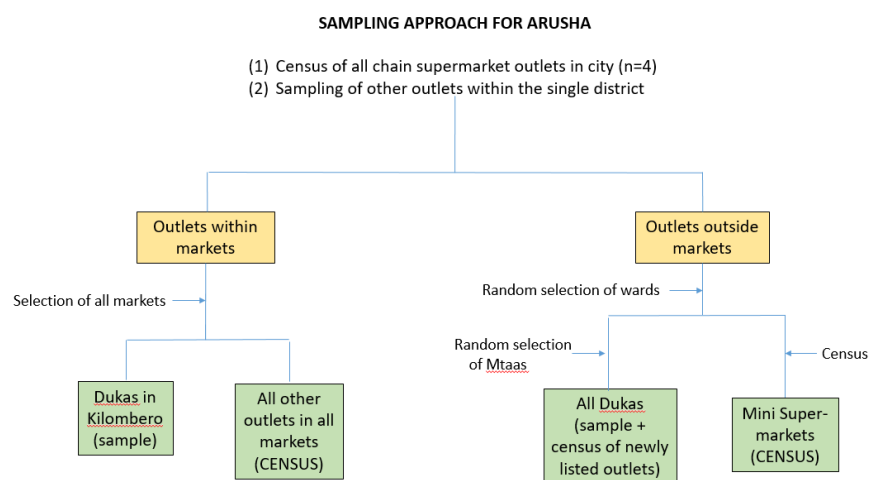 SAMPLING APPROACH FOR ARUSHA
(1) Census of all chain supermarket outlets in city (n=4)
(2) Sampling of other outlets within the single district
Outlets within
markets
Outlets outside
markets
Selection of all markets
Random selection of wards
Random selection
of Mtaas
Census
Dukas in
Kilombero
(sample)
All other
outlets in all
markets
(CENSUS)
All Dukas
(sample +
census of newly
listed outlets)
Mini Super-
markets
(CENSUS)